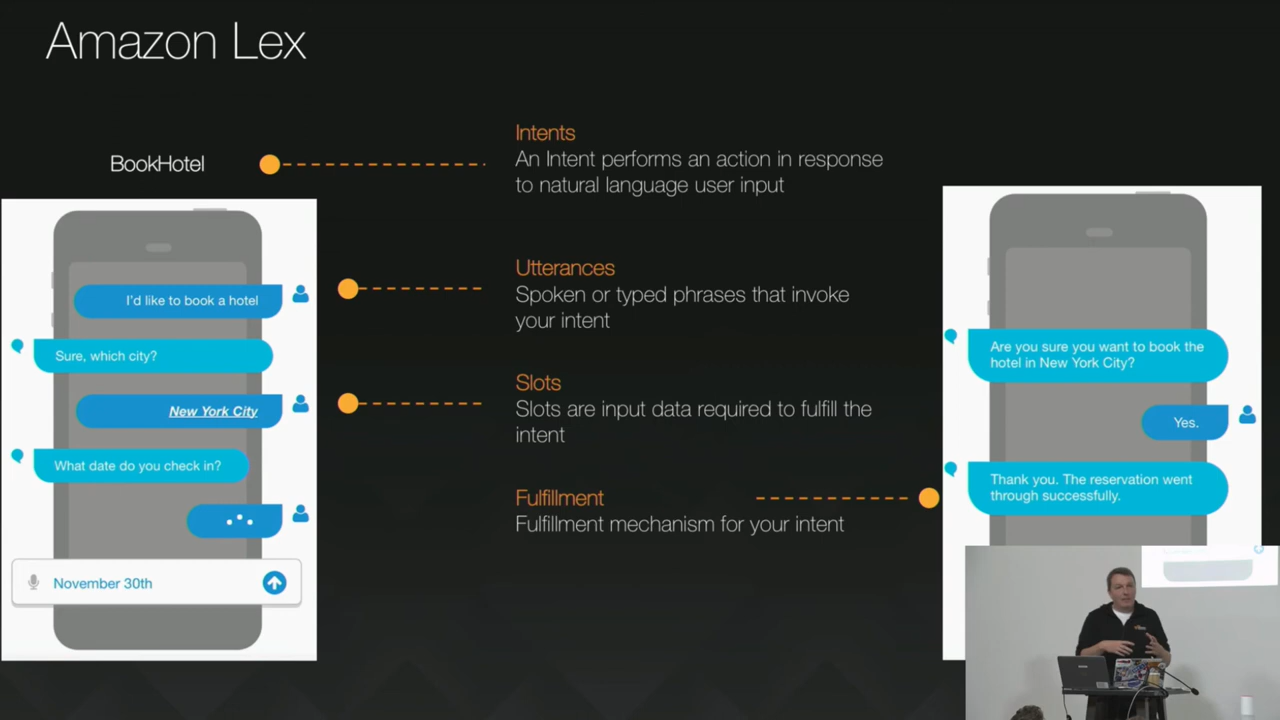 Amazon Lex
BookHotel
I'd like to book a hotel
Sure, which city?
New York City
What date do you check in?
November 30th
Intents
An Intent performs an action in response
to natural language user input
Utterances
Spoken or typed phrases that invoke
your intent
Slots
Slots are input data required to fulfill the
intent
Fulfillment
Fulfillment mechanism for your intent
Are you sure you want to book the
hotel in New York City?
Yes.
Thank you. The reservation went
through successfully.